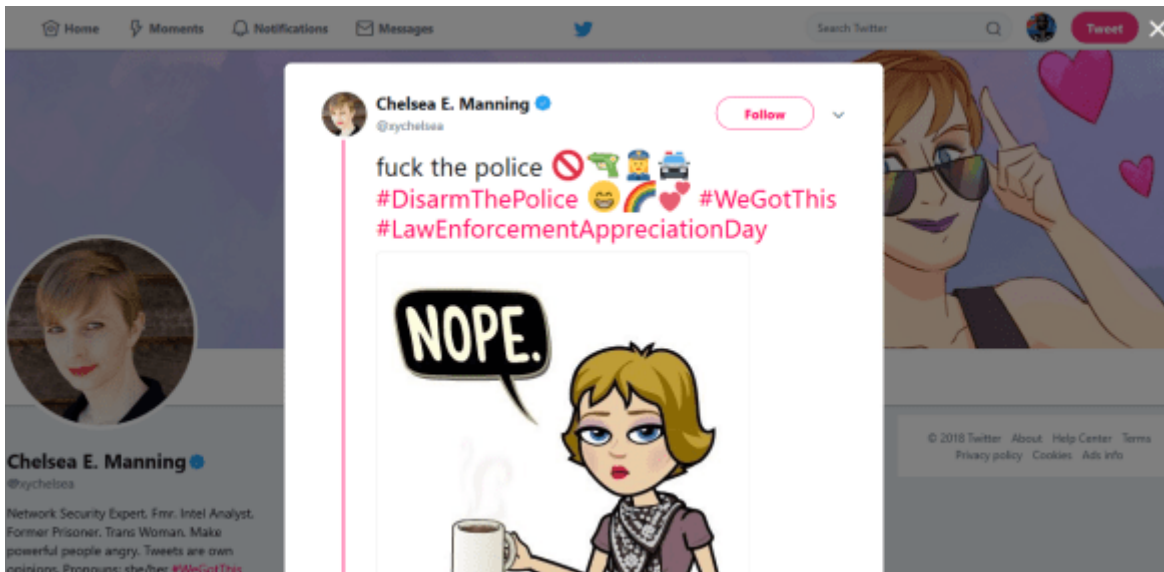 Home Moments Notifications Messages Search Twitter Tweet
Chelsea E. Manning
@xychelsea
Follow
fuck the police 🚫🔫👮🚔
#DisarmThePolice 😄🌈💕 #WeGotThis
#LawEnforcementAppreciationDay
NOPE.
Chelsea E. Manning
@xychelsea
Network Security Expert. Fmr. Intel Analyst.
Former Prisoner. Trans Woman. Make
powerful people angry. Tweets are own
opinions. Pronouns: she/her #WeGotThis
© 2018 Twitter About Help Center Terms
Privacy policy Cookies Ads info